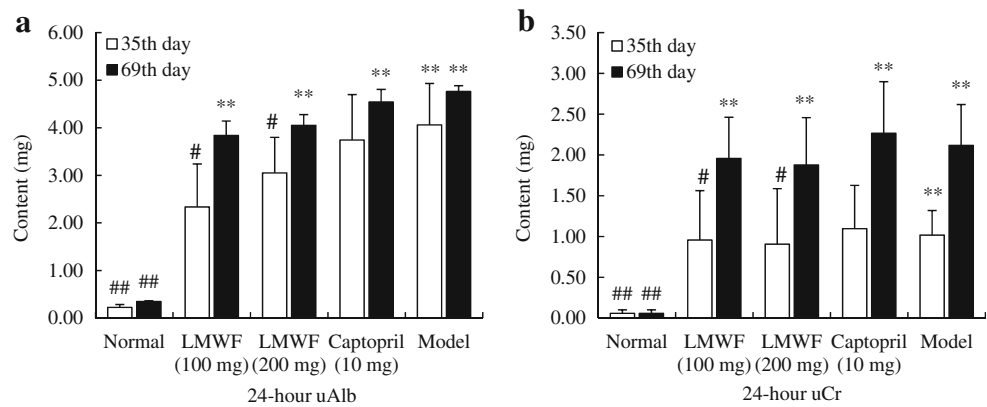 a
6.00
5.00
4.00
3.00
2.00
1.00
0.00
Content (mg)
35th day
69th day
## ## # ** # ** ** ** **
Normal LMWF LMWF Captopril Model
(100 mg) (200 mg) (10 mg)
24-hour uAlb
b
3.50
3.00
2.50
2.00
1.50
1.00
0.50
0.00
Content (mg)
35th day
69th day
## ## # ** # ** ** ** **
Normal LMWF LMWF Captopril Model
(100 mg) (200 mg) (10 mg)
24-hour uCr